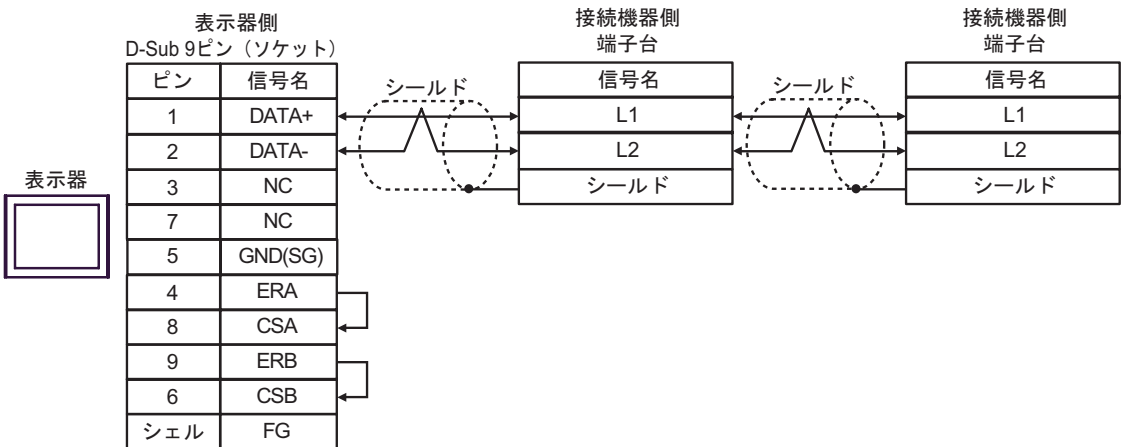 表示器側
D-Sub 9ピン（ソケット）
接続機器側
端子台
接続機器側
端子台
ピン 信号名
シールド
信号名
シールド
信号名
1 DATA+
L1
L1
2 DATA-
L2
L2
表示器
3 NC
シールド
シールド
7 NC
5 GND(SG)
4 ERA
8 CSA
9 ERB
6 CSB
シェル FG